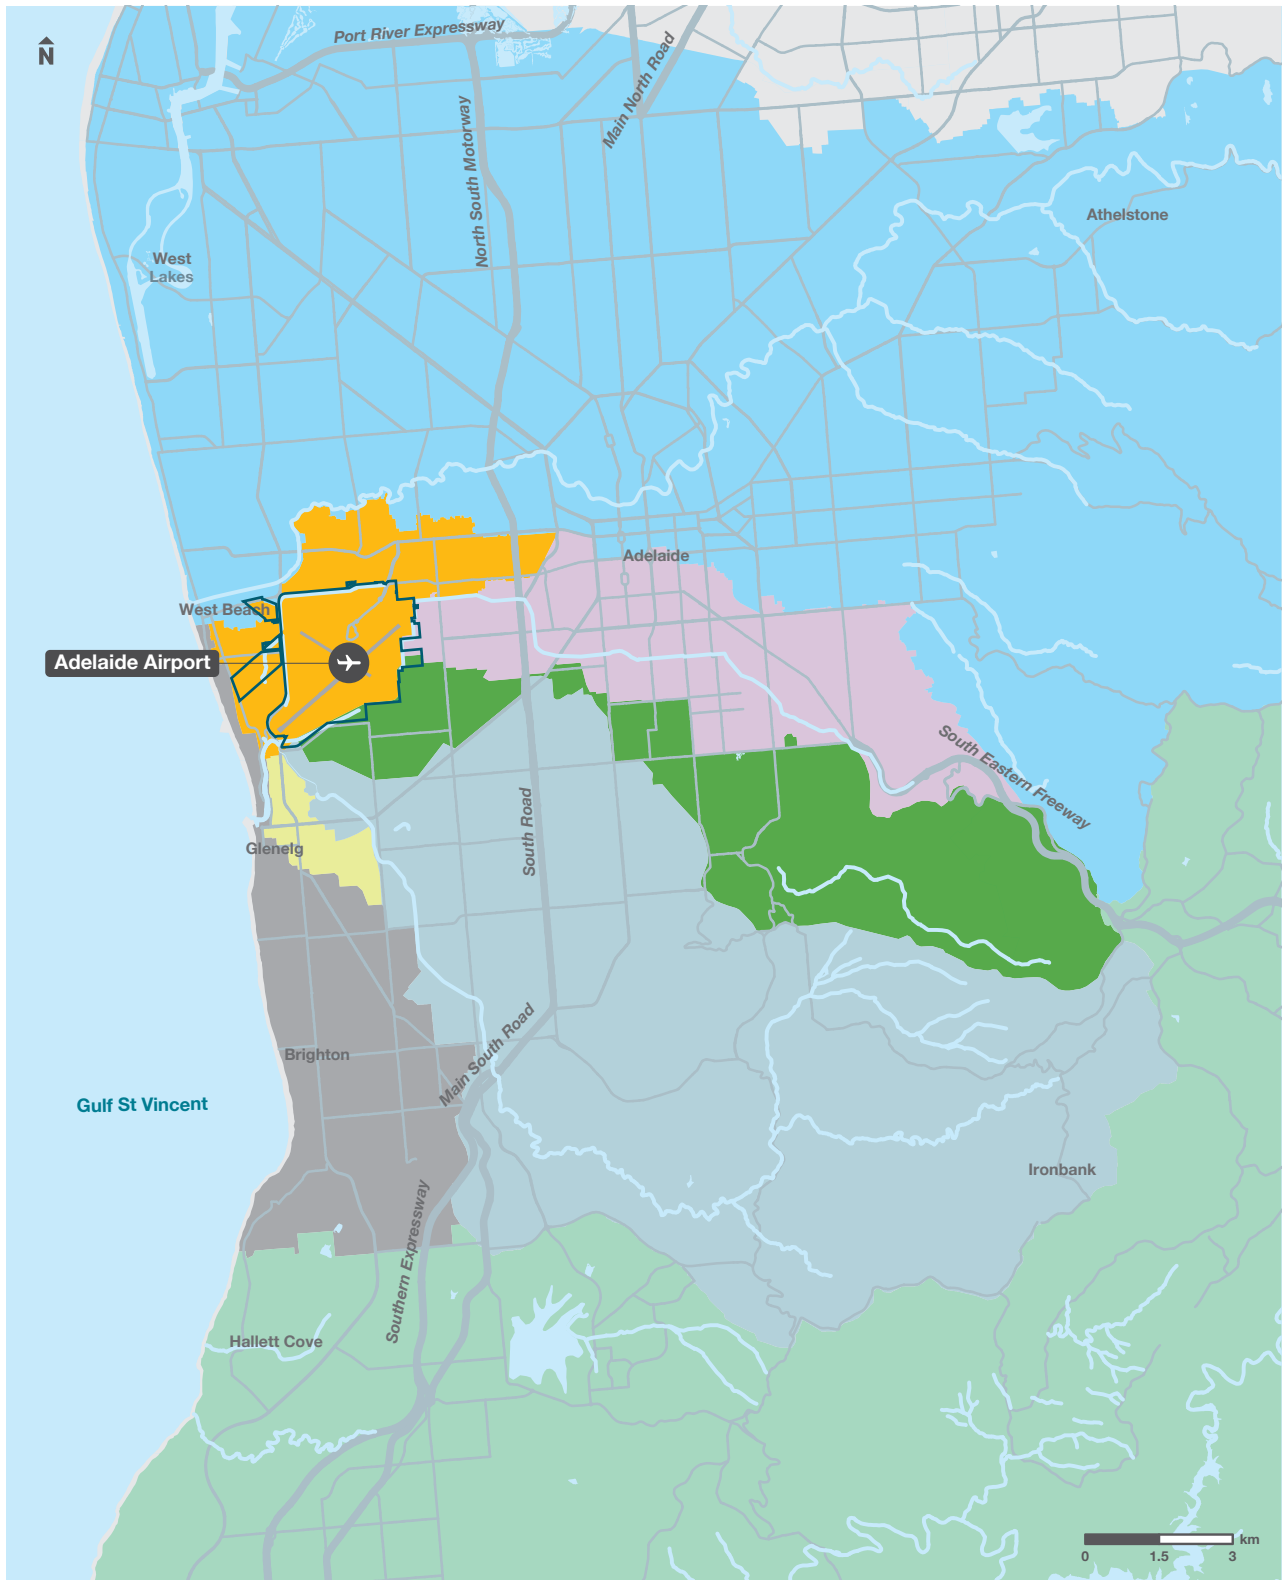 N
Port River Expressway
Main North Road
North South Motorway
Athelstone
West
Lakes
Adelaide
West Beach
Adelaide Airport
South Eastern Freeway
South Road
Glenelg
Main South Road
Brighton
Gulf St Vincent
Ironbank
Southern Expressway
Hallett Cove
km
0 1.5 3